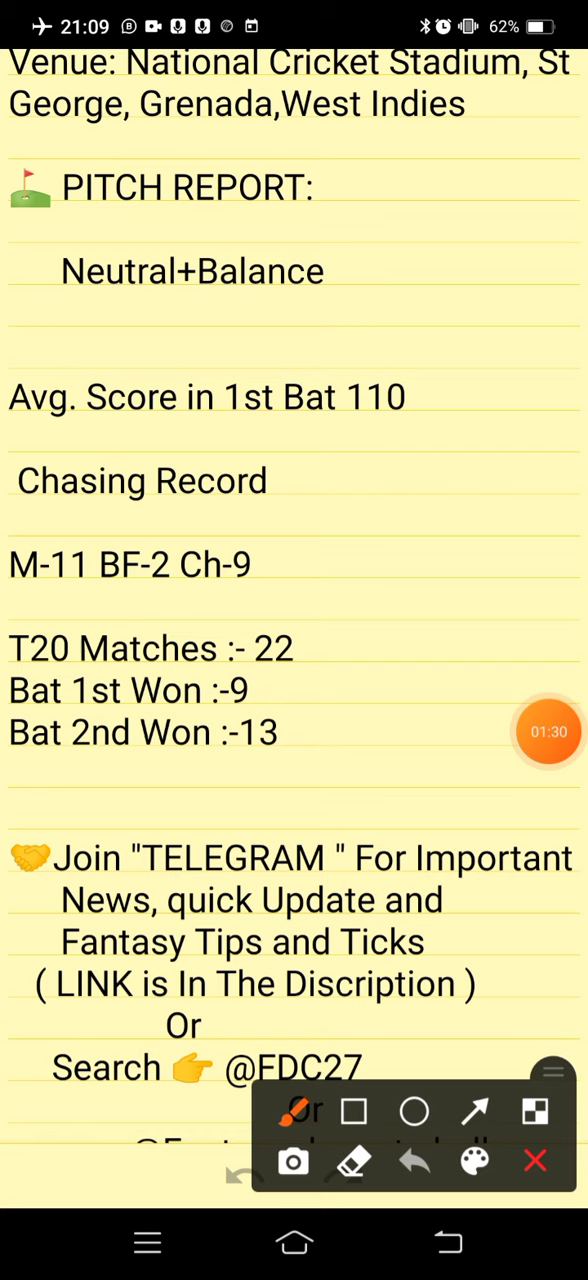 21:09
62%
Venue: National Cricket Stadium, St
George, Grenada,West Indies
PITCH REPORT:
Neutral+Balance
Avg. Score in 1st Bat 110
Chasing Record
M-11 BF-2 Ch-9
T20 Matches :- 22
Bat 1st Won :-9
Bat 2nd Won :-13
01:30
Join "TELEGRAM " For Important
News, quick Update and
Fantasy Tips and Ticks
( LINK is In The Discription )
Or
Search 👉 @FDC27
Or